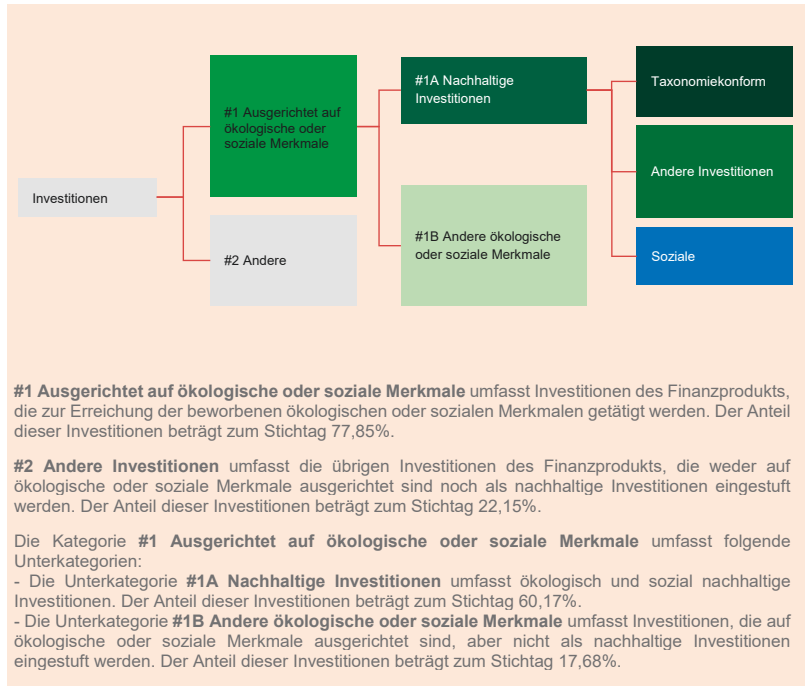 Investitionen
#1 Ausgerichtet auf
ökologische oder
soziale Merkmale
#2 Andere
#1A Nachhaltige
Investitionen
#1B Andere ökologische
oder soziale Merkmale
Taxonomiekonform
Andere Investitionen
Soziale
#1 Ausgerichtet auf ökologische oder soziale Merkmale umfasst Investitionen des Finanzprodukts,
die zur Erreichung der beworbenen ökologischen oder sozialen Merkmalen getätigt werden. Der Anteil
dieser Investitionen beträgt zum Stichtag 77,85%.
#2 Andere Investitionen umfasst die übrigen Investitionen des Finanzprodukts, die weder auf
ökologische oder soziale Merkmale ausgerichtet sind noch als nachhaltige Investitionen eingestuft
werden. Der Anteil dieser Investitionen beträgt zum Stichtag 22,15%.
Die Kategorie #1 Ausgerichtet auf ökologische oder soziale Merkmale umfasst folgende
Unterkategorien:
- Die Unterkategorie #1A Nachhaltige Investitionen umfasst ökologisch und sozial nachhaltige
Investitionen. Der Anteil dieser Investitionen beträgt zum Stichtag 60,17%.
- Die Unterkategorie #1B Andere ökologische oder soziale Merkmale umfasst Investitionen, die auf
ökologische oder soziale Merkmale ausgerichtet sind, aber nicht als nachhaltige Investitionen
eingestuft werden. Der Anteil dieser Investitionen beträgt zum Stichtag 17,68%.